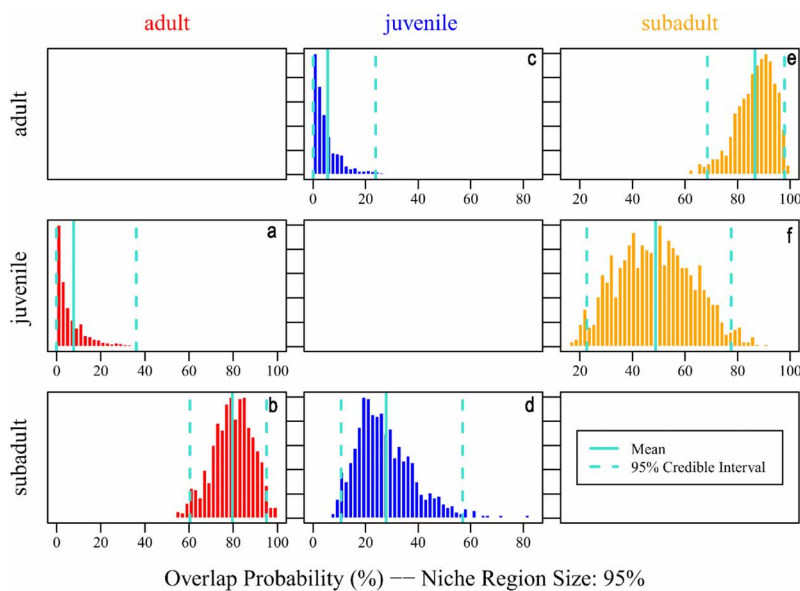 adult juvenile subadult
adult
c
e
0 20 40 60 80
20 40 60 80 100
juvenile
a
f
0 20 40 60 80 100
20 40 60 80 100
subadult
b
d
Mean
95% Credible Interval
0 20 40 60 80 100
0 20 40 60 80
Overlap Probability (%) −− Niche Region Size: 95%